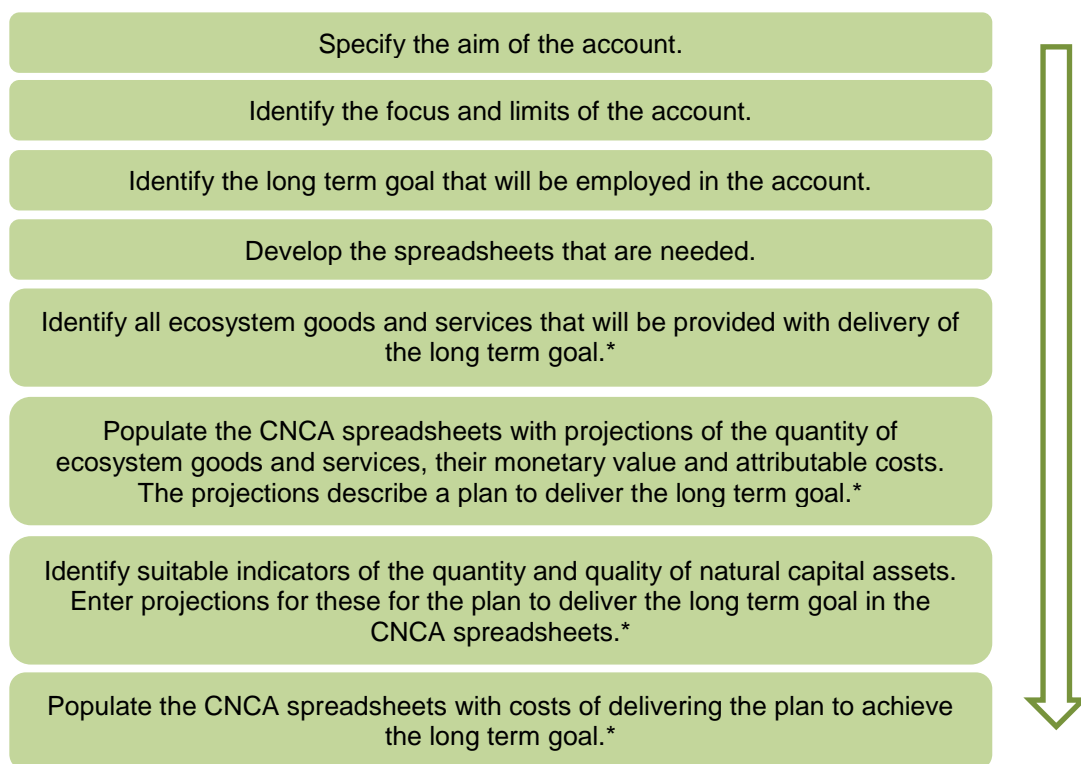 Specify the aim of the account.
Identify the focus and limits of the account.
Identify the long term goal that will be employed in the account.
Develop the spreadsheets that are needed.
Identify all ecosystem goods and services that will be provided with delivery of
the long term goal.*
Populate the CNCA spreadsheets with projections of the quantity of
ecosystem goods and services, their monetary value and attributable costs.
The projections describe a plan to deliver the long term goal.*
Identify suitable indicators of the quantity and quality of natural capital assets.
Enter projections for these for the plan to deliver the long term goal in the
CNCA spreadsheets.*
Populate the CNCA spreadsheets with costs of delivering the plan to achieve
the long term goal.*